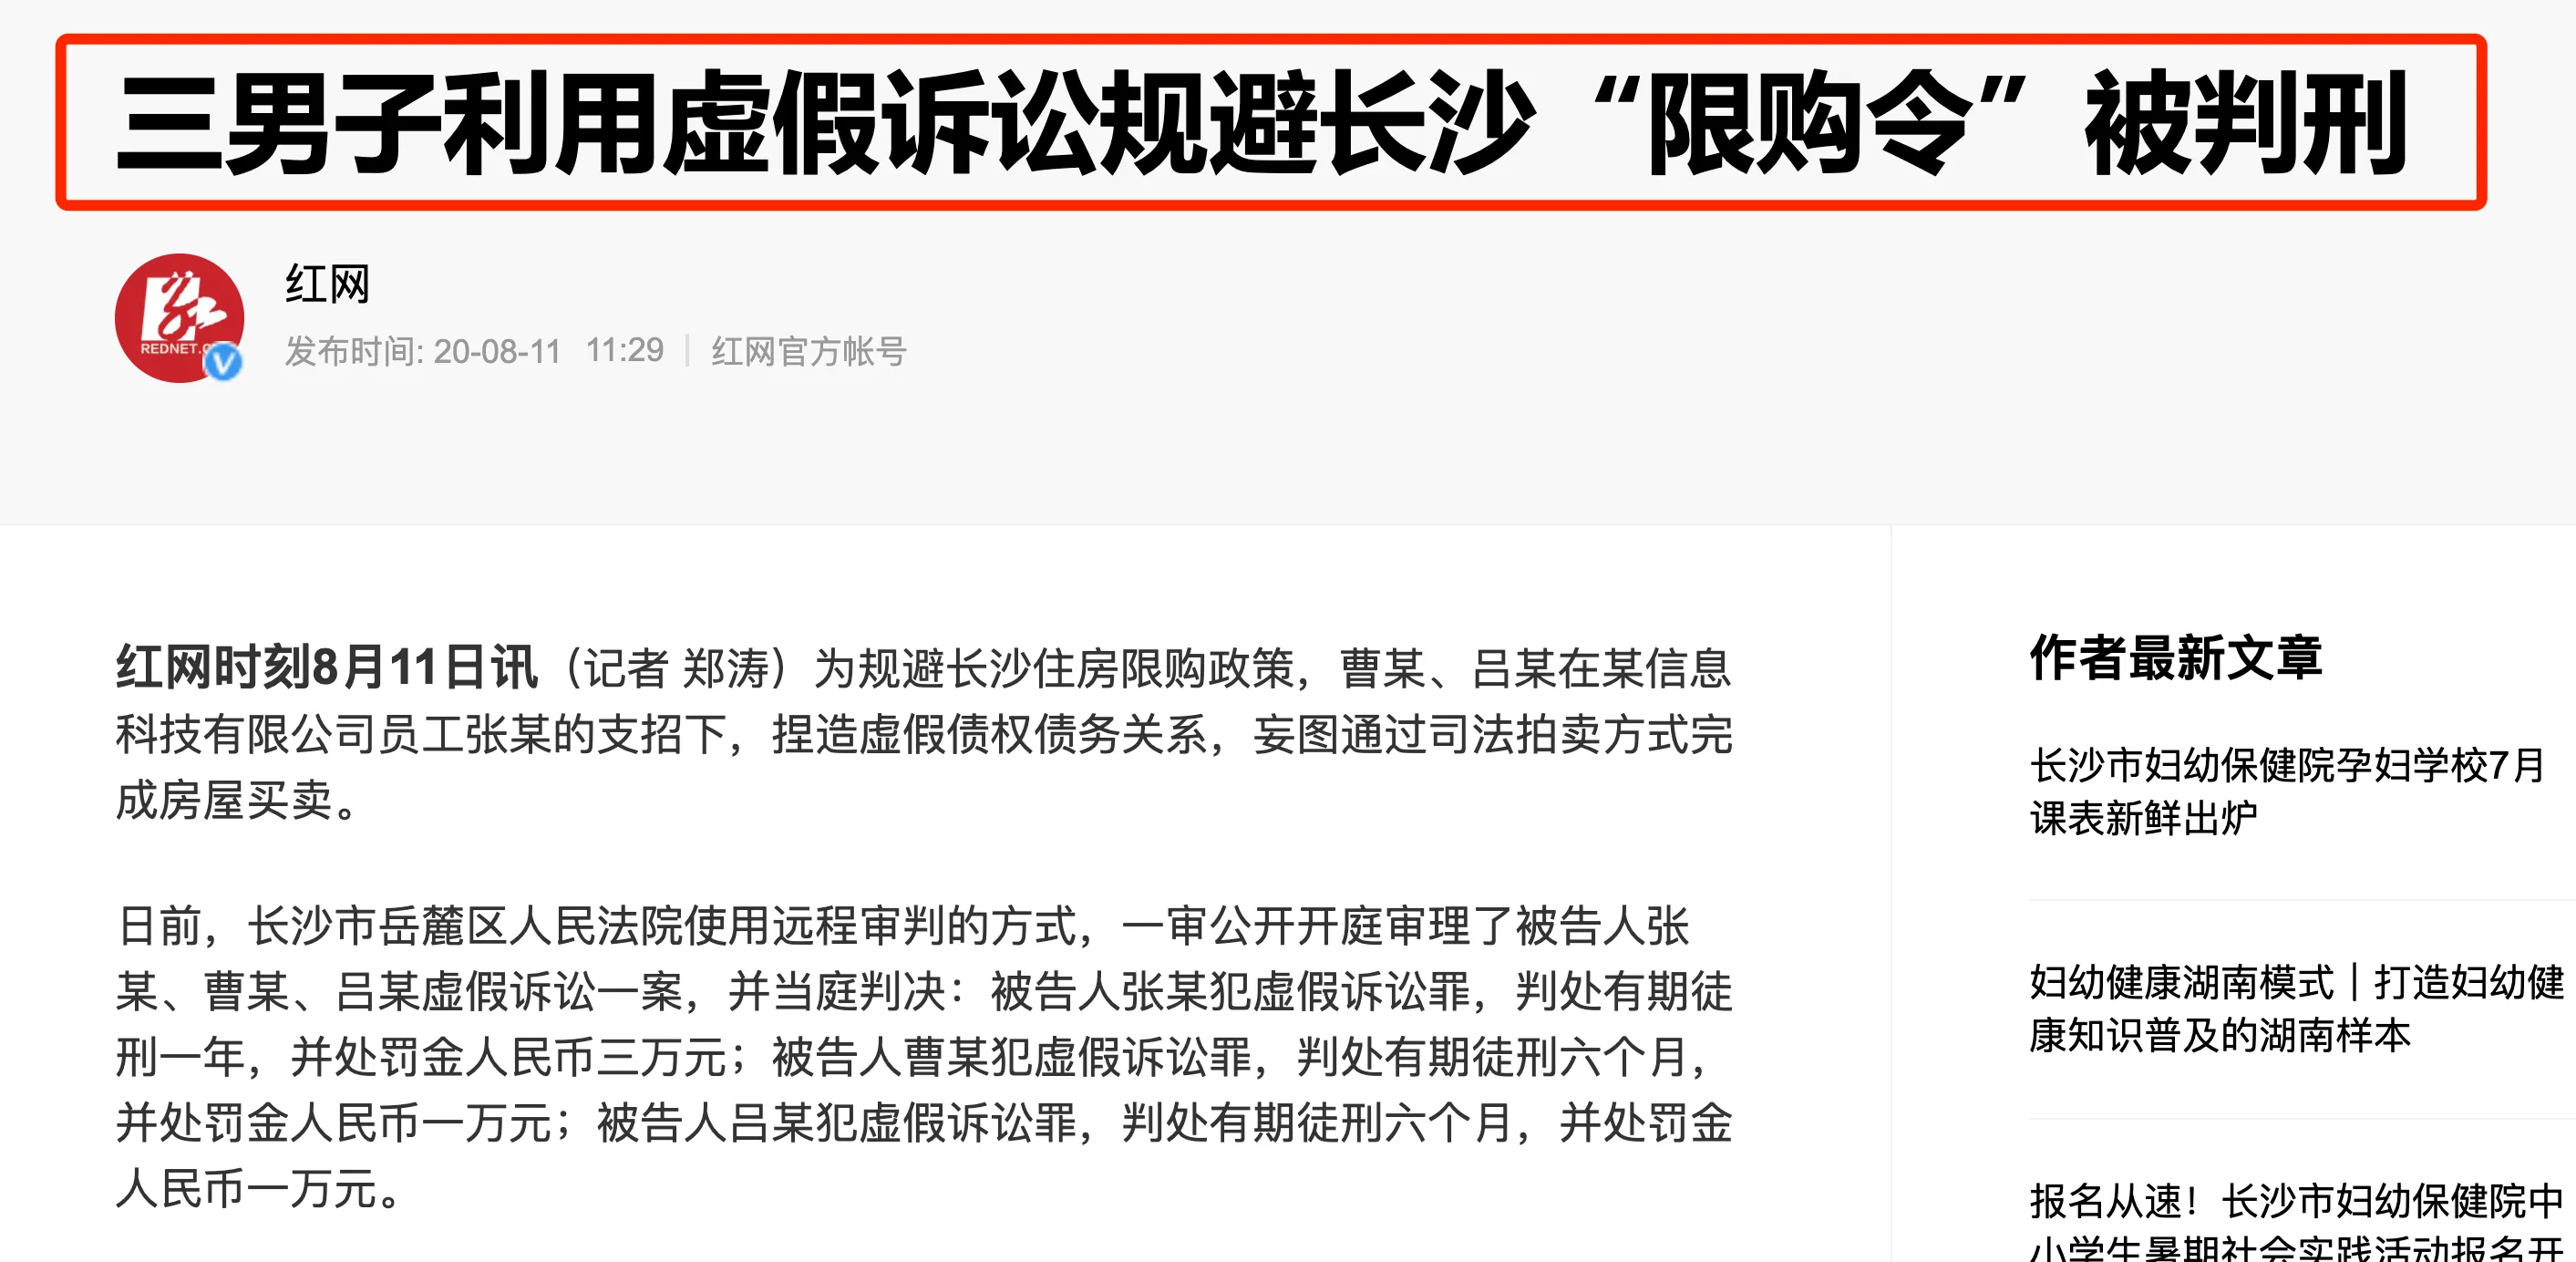 三男子利用虚假诉讼规避长沙“限购令”被判刑
红网
REDNET.C
发布时间: 20-08-11 11:29 | 红网官方帐号
红网时刻8月11日讯（记者 郑涛）为规避长沙住房限购政策，曹某、吕某在某信息
科技有限公司员工张某的支招下，捏造虚假债权债务关系，妄图通过司法拍卖方式完
成房屋买卖。
日前，长沙市岳麓区人民法院使用远程审判的方式，一审公开开庭审理了被告人张
某、曹某、吕某虚假诉讼一案，并当庭判决：被告人张某犯虚假诉讼罪，判处有期徒
刑一年，并处罚金人民币三万元；被告人曹某犯虚假诉讼罪，判处有期徒刑六个月，
并处罚金人民币一万元；被告人吕某犯虚假诉讼罪，判处有期徒刑六个月，并处罚金
人民币一万元。
作者最新文章
长沙市妇幼保健院孕妇学校7月
课表新鲜出炉
妇幼健康湖南模式｜打造妇幼健
康知识普及的湖南样本
报名从速！长沙市妇幼保健院中
小学生暑期社会实践活动报名开